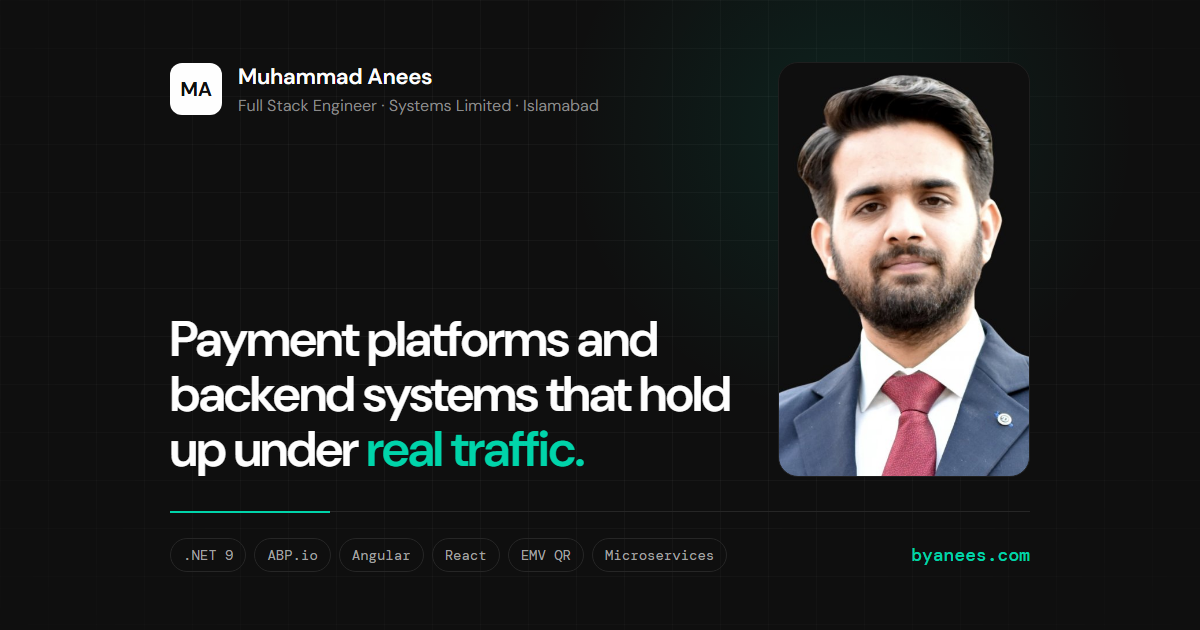 MA
Muhammad Anees
Full Stack Engineer · Systems Limited · Islamabad
Payment platforms and
backend systems that hold
up under real traffic.
.NET 9
ABP.io
Angular
React
EMV QR
Microservices
byanees.com